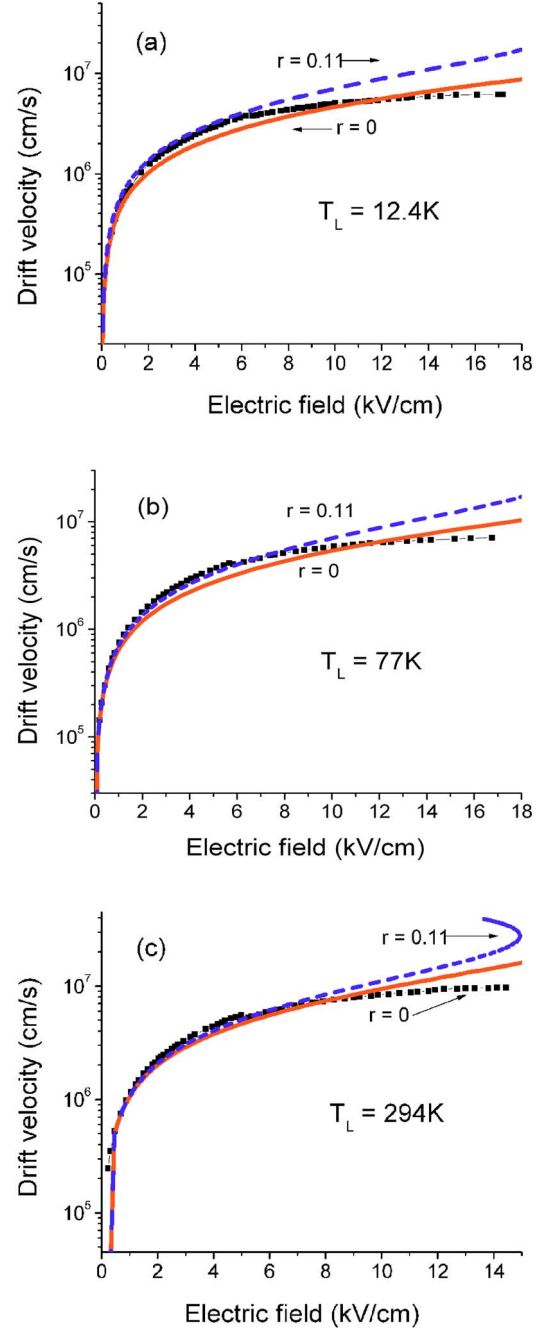 (a)
r = 0.11
r = 0
T_L = 12.4K
10^7
10^6
10^5
Drift velocity (cm/s)
0 2 4 6 8 10 12 14 16 18
Electric field (kV/cm)
(b)
r = 0.11
r = 0
T_L = 77K
10^7
10^6
10^5
Drift velocity (cm/s)
0 2 4 6 8 10 12 14 16 18
Electric field (kV/cm)
(c)
r = 0.11
r = 0
T_L = 294K
10^7
10^6
10^5
Drift velocity (cm/s)
0 2 4 6 8 10 12 14
Electric field (kV/cm)